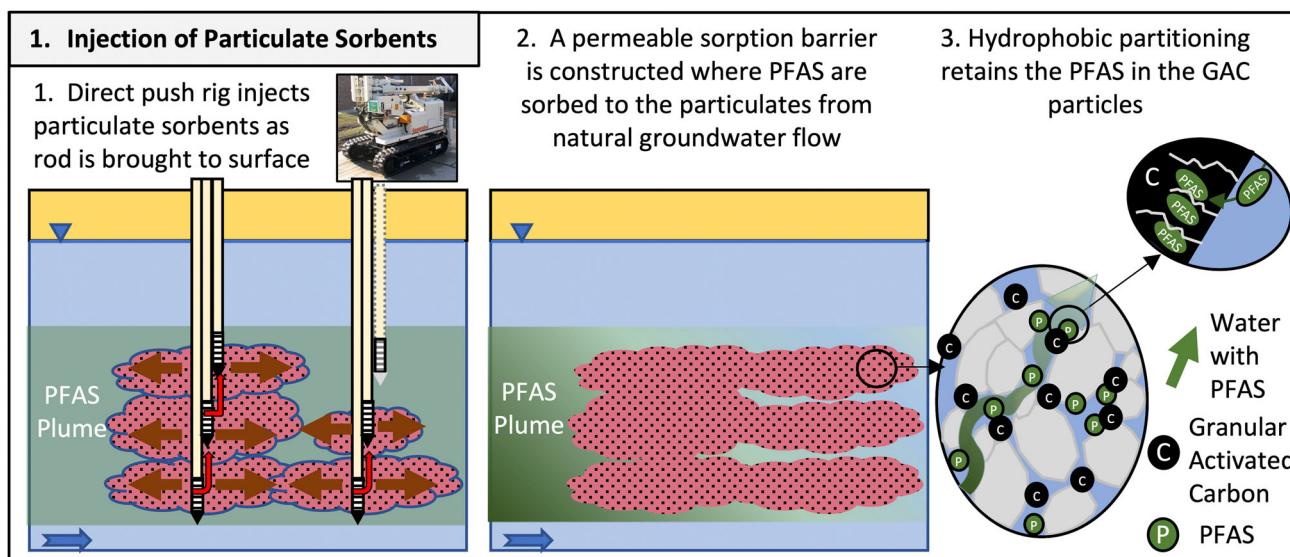 1. Injection of Particulate Sorbents
1. Direct push rig injects
particulate sorbents as
rod is brought to surface
PFAS
Plume
2. A permeable sorption barrier
is constructed where PFAS are
sorbed to the particulates from
natural groundwater flow
PFAS
Plume
3. Hydrophobic partitioning
retains the PFAS in the GAC
particles
C
PFAS
PFAS
PFAS
PFAS
C
C
P
P
C
C
P
C
P
C
C
P
P
C
P
C
P
C
C
P
Water
with
PFAS
C
Granular
Activated
Carbon
P
PFAS